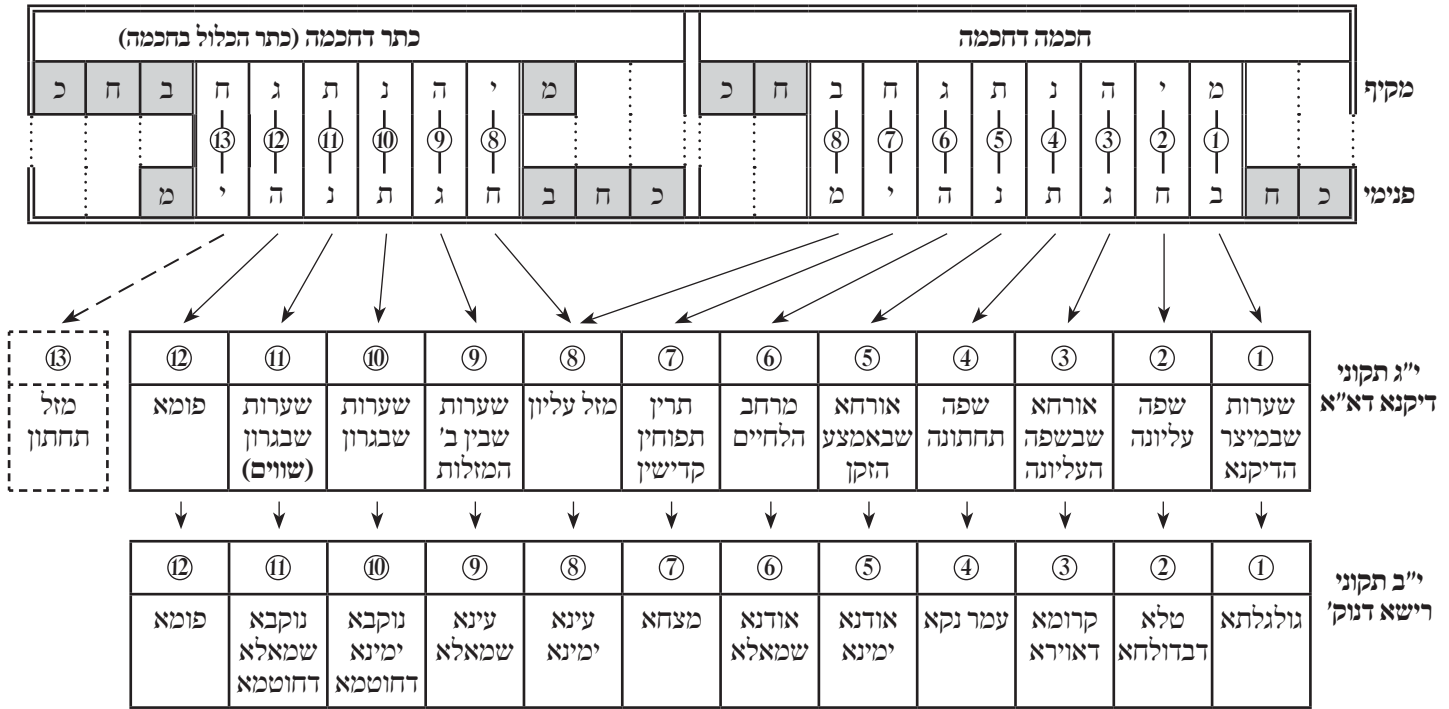 חכמה דחכמה
כתר דחכמה (כתר הכלול בחכמה)
מקיף
מ י ה נ ת ג ח ב ח כ
מ י ה נ ת ג ח ב ח כ
① ② ③ ④ ⑤ ⑥ ⑦ ⑧
⑧ ⑨ ⑩ ⑪ ⑫ ⑬
פנימי
כ ח ב ח ג ת נ ה י מ
כ ח ב ח ג ת נ ה י מ
י"ג תקוני
דיקנא דא"א
①
שערות
שבמיצר
הדיקנא
②
שפה
עליונה
③
אורחא
שבשפה
העליונה
④
שפה
תחתונה
⑤
אורחא
שבאמצע
הזקן
⑥
מרחב
הלחיים
⑦
תרין
תפוחין
קדישין
⑧
מזל עליון
⑨
שערות
שבין ב'
המזלות
⑩
שערות
שבגרון
⑪
שערות
שבגרון
(שווים)
⑫
פומא
⑬
מזל
תחתון
י"ב תקוני
רישא דנוק'
①
גולגלתא
②
טלא
דבדולחא
③
קרומא
דאוירא
④
עמר נקא
⑤
אודנא
ימינא
⑥
אודנא
שמאלא
⑦
מצחא
⑧
עינא
ימינא
⑨
עינא
שמאלא
⑩
נוקבא
ימינא
דחוטמא
⑪
נוקבא
שמאלא
דחוטמא
⑫
פומא